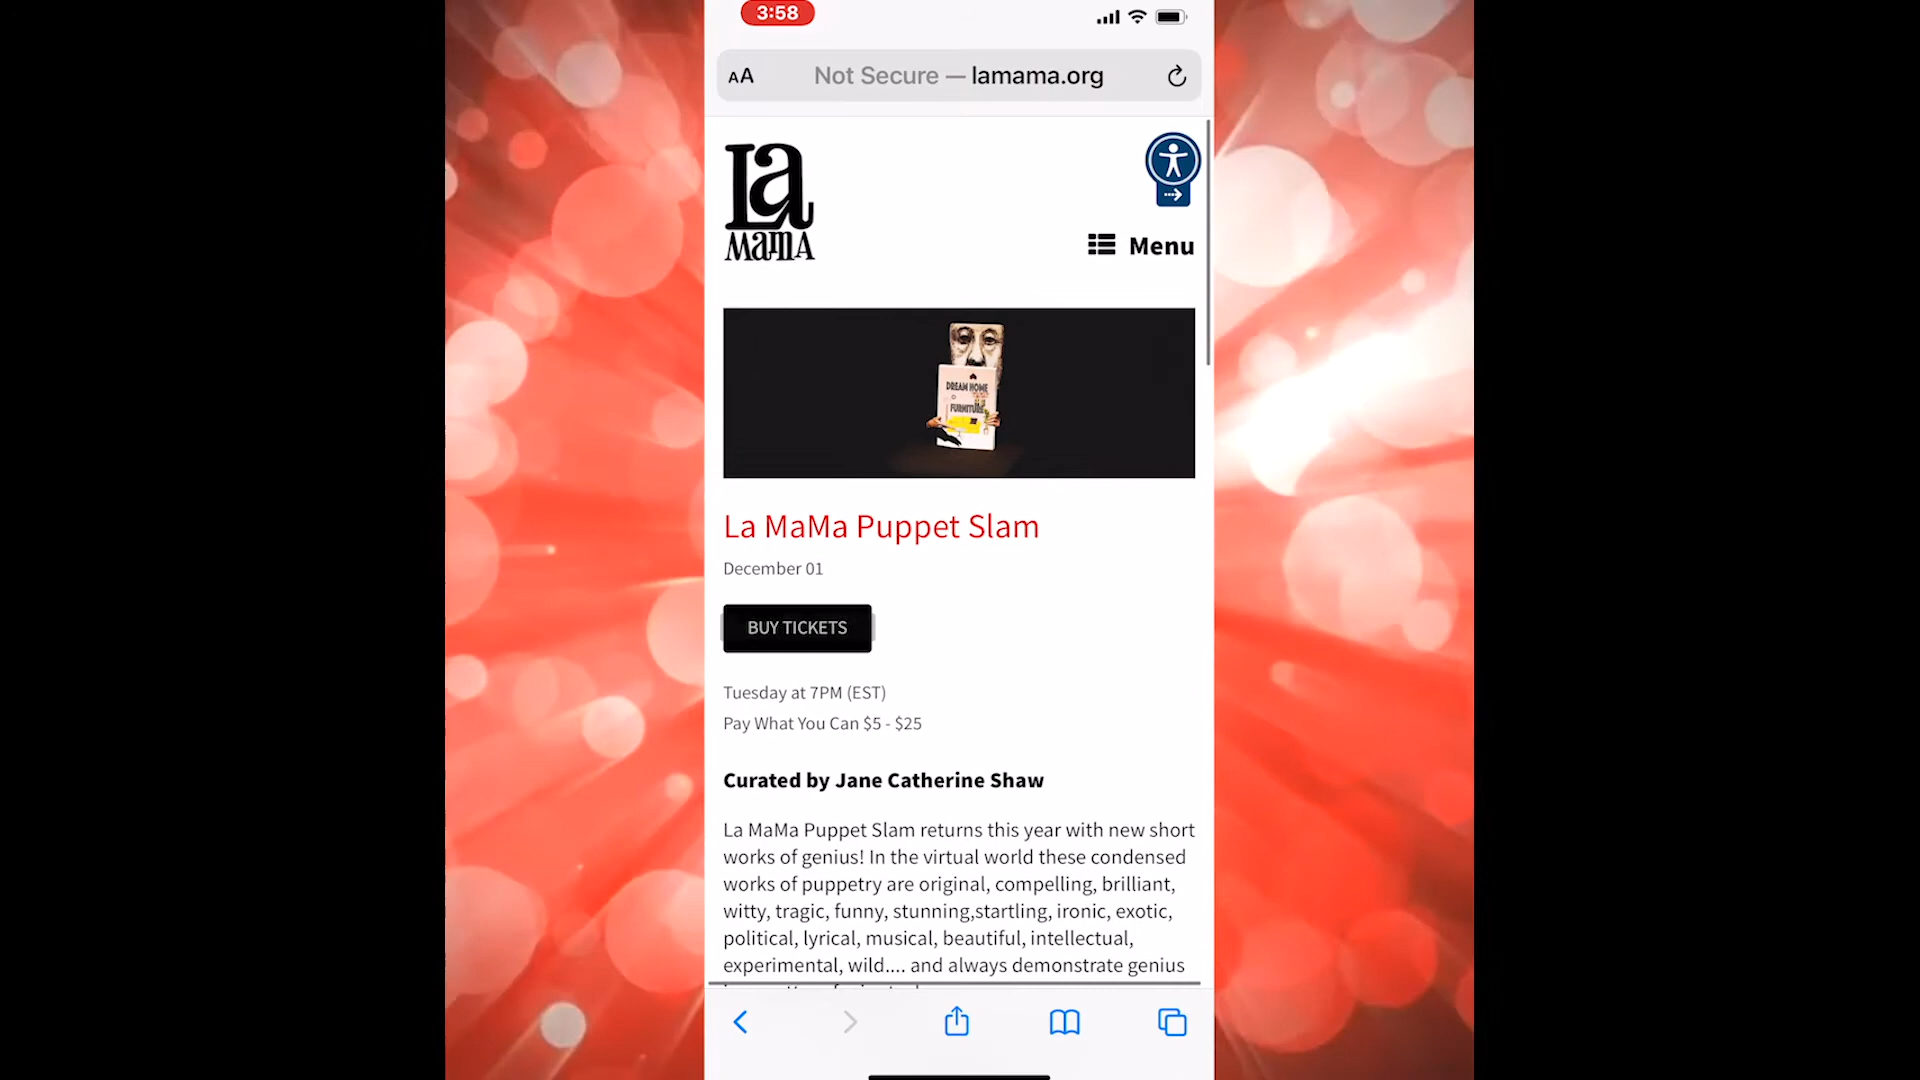 3:58
AA Not Secure — lamama.org
La
MamA
Menu
DREAM HOME
FURNITURE
La MaMa Puppet Slam
December 01
BUY TICKETS
Tuesday at 7PM (EST)
Pay What You Can $5 - $25
Curated by Jane Catherine Shaw
La MaMa Puppet Slam returns this year with new short
works of genius! In the virtual world these condensed
works of puppetry are original, compelling, brilliant,
witty, tragic, funny, stunning,startling, ironic, exotic,
political, lyrical, musical, beautiful, intellectual,
experimental, wild.... and always demonstrate genius